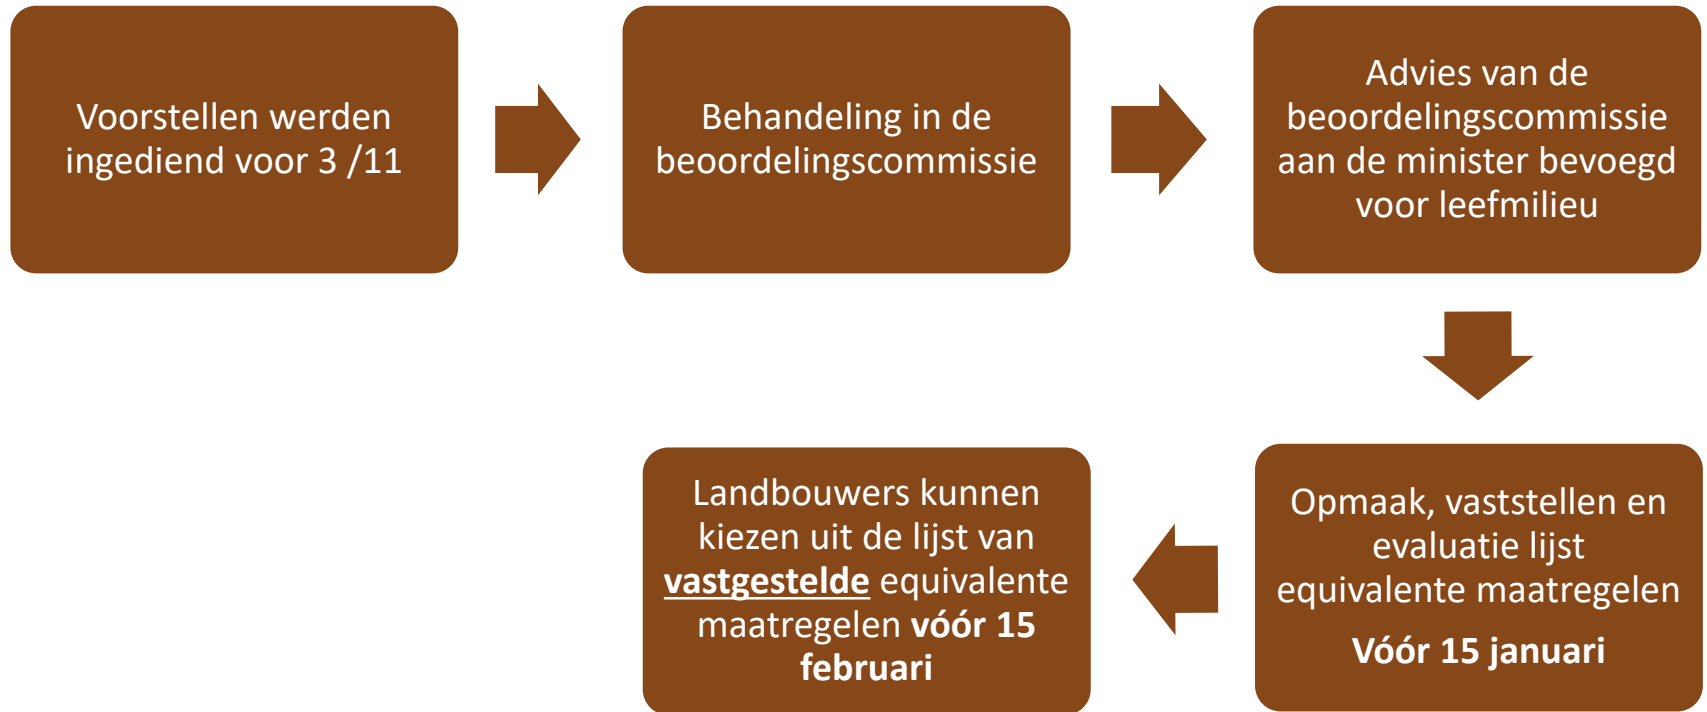 Voorstellen werden
ingediend voor 3 /11
Behandeling in de
beoordelingscommissie
Advies van de
beoordelingscommissie
aan de minister bevoegd
voor leefmilieu
Opmaak, vaststellen en
evaluatie lijst
equivalente maatregelen
Vóór 15 januari
Landbouwers kunnen
kiezen uit de lijst van
vastgestelde equivalente
maatregelen vóór 15
februari